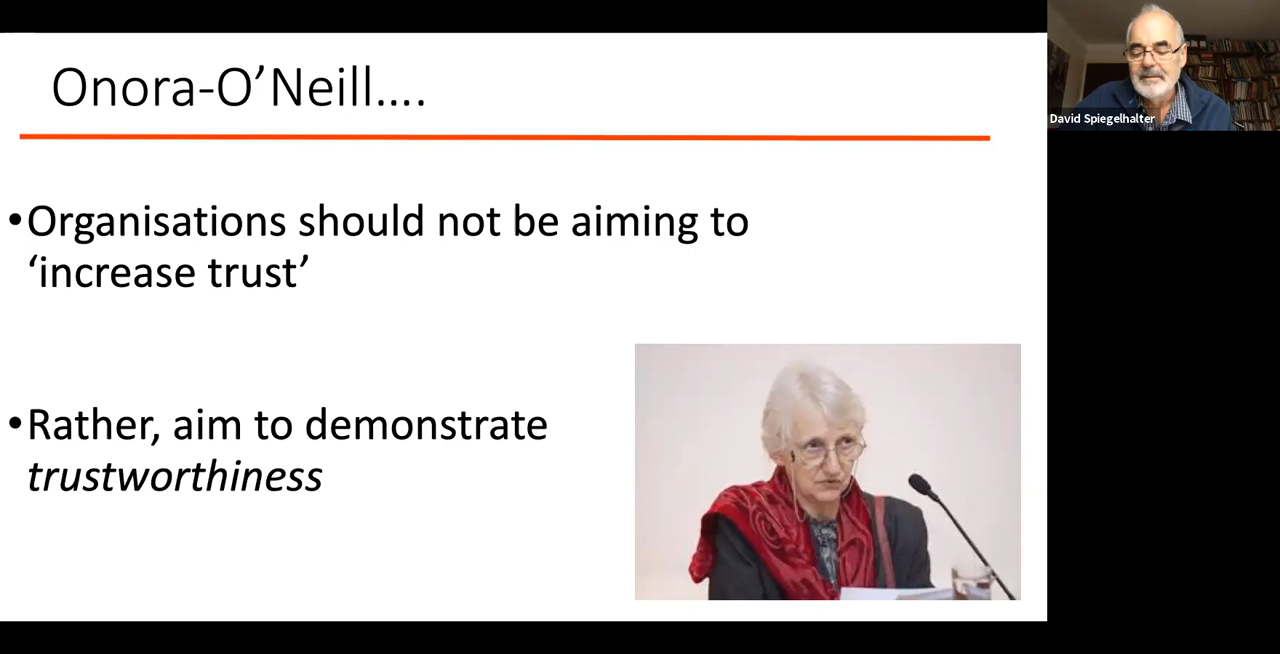 Onora-O’Neill….
•Organisations should not be aiming to
‘increase trust’
•Rather, aim to demonstrate
trustworthiness
David Spiegelhalter